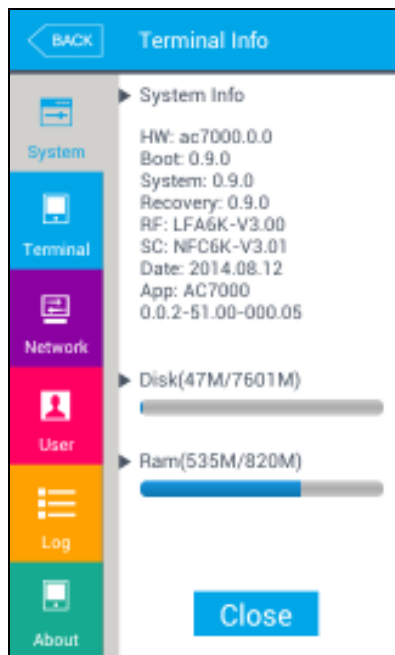 BACK
Terminal Info
System
Terminal
Network
User
Log
About
System Info
HW: ac7000.0.0
Boot: 0.9.0
System: 0.9.0
Recovery: 0.9.0
RF: LFA6K-V3.00
SC: NFC6K-V3.01
Date: 2014.08.12
App: AC7000
0.0.2-51.00-000.05
Disk(47M/7601M)
Ram(535M/820M)
Close